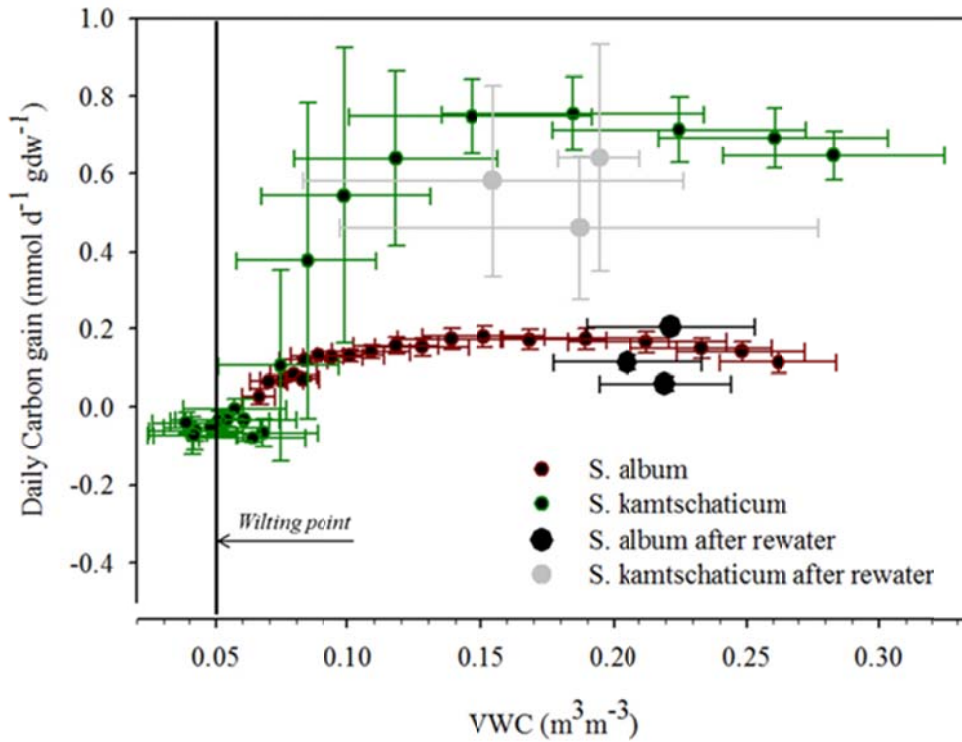 1.0
0.8
0.6
0.4
0.2
0.0
-0.2
-0.4
Daily Carbon gain (mmol d⁻¹ gdw⁻¹)
Wilting point
S. album
S. kamtschaticum
S. album after rewater
S. kamtschaticum after rewater
0.05 0.10 0.15 0.20 0.25 0.30
VWC (m³m⁻³)